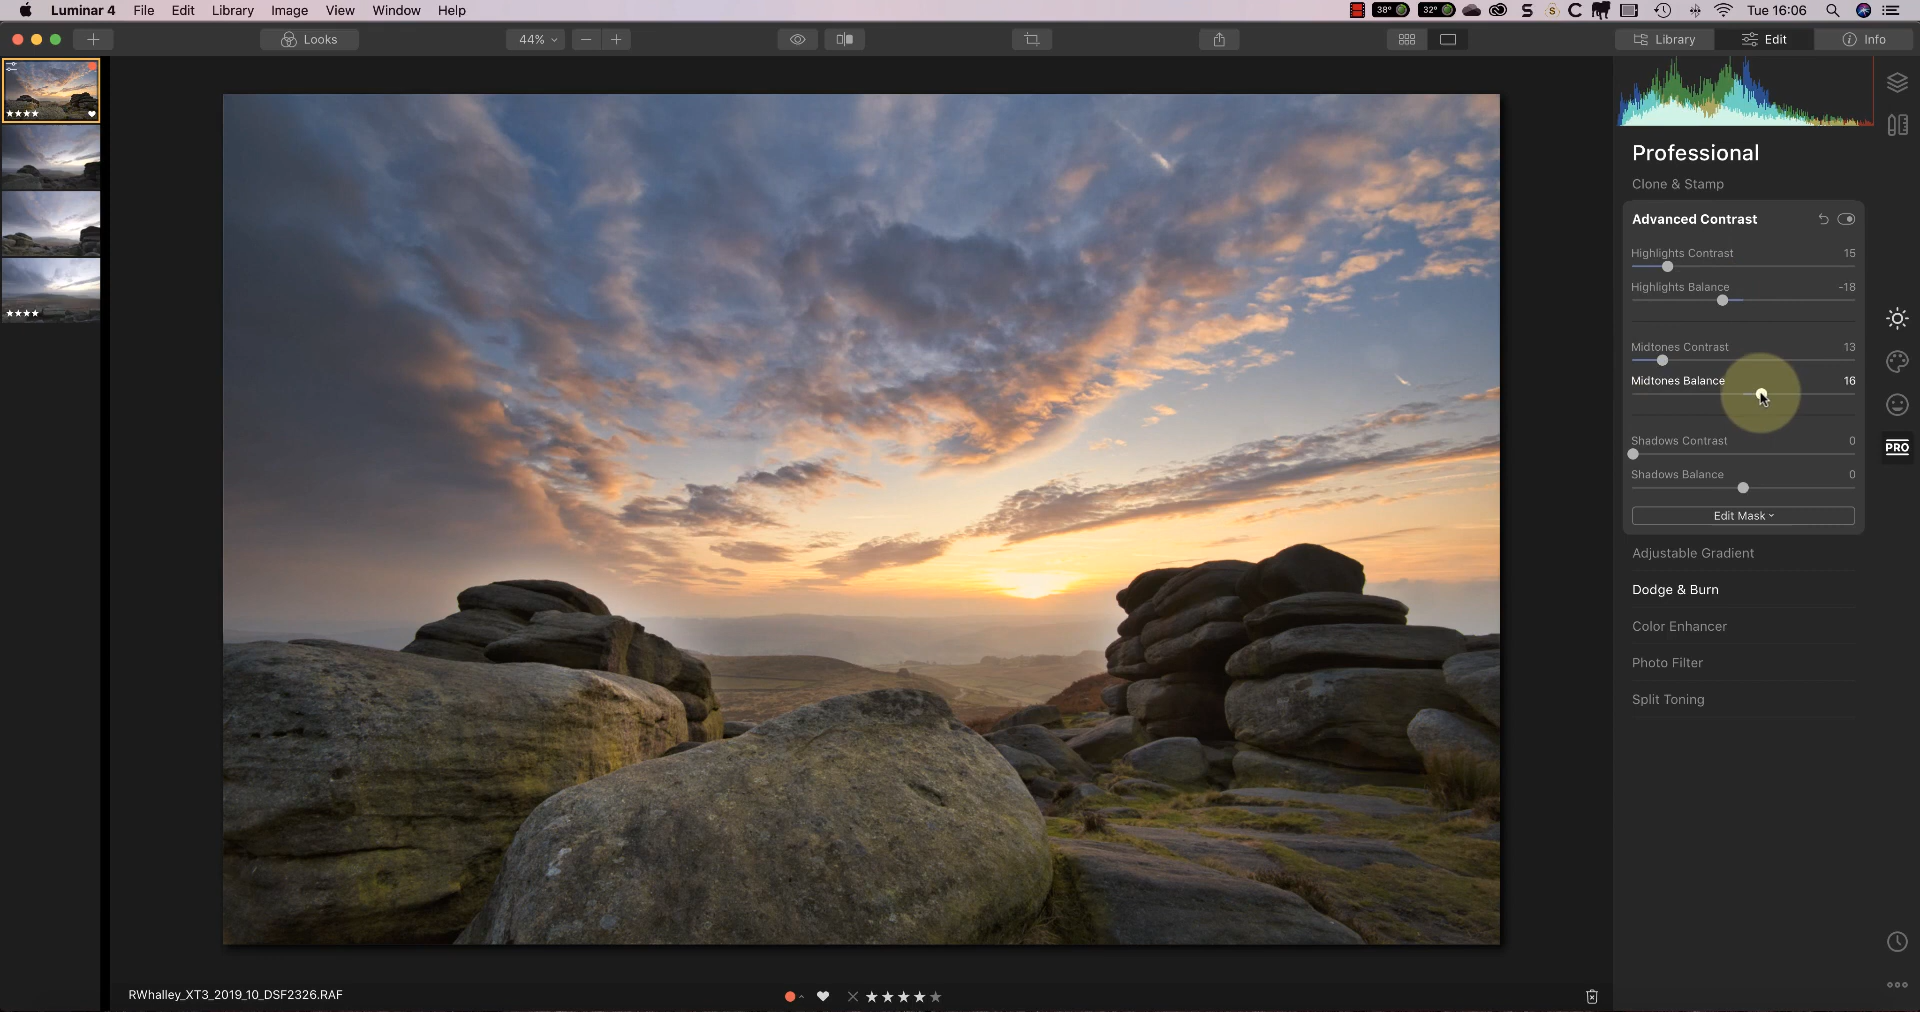 Luminar 4 File Edit Library Image View Window Help 38° 32° Tue 16:06
Looks 44% Library Edit Info
Professional
Clone & Stamp
Advanced Contrast
Highlights Contrast 15
Highlights Balance -18
Midtones Contrast 13
Midtones Balance 16
Shadows Contrast 0
Shadows Balance 0
Edit Mask
PRO
Adjustable Gradient
Dodge & Burn
Color Enhancer
Photo Filter
Split Toning
RWhalley_XT3_2019_10_DSF2326.RAF